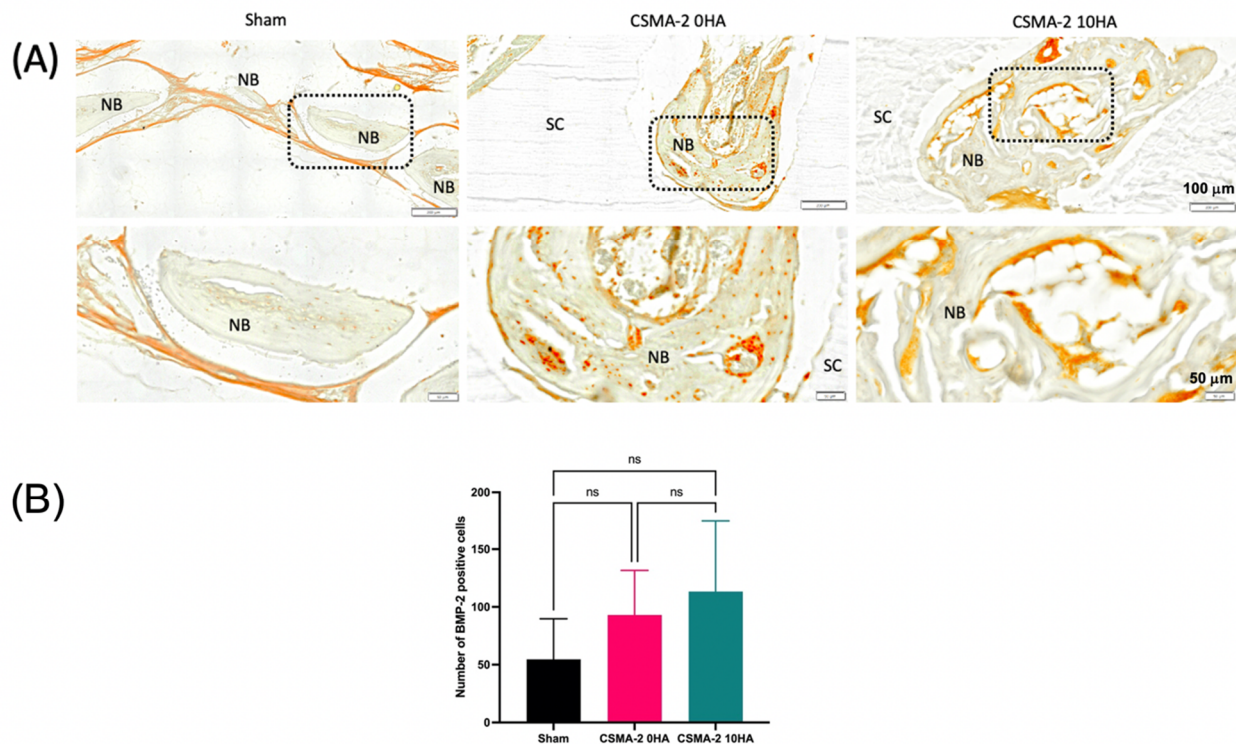 Sham CSMA-2 0HA CSMA-2 10HA
(A)
NB
NB
NB
NB
SC
NB
SC
NB
100 µm
NB
NB
SC
NB
50 µm
(B)
ns
ns ns
200
150
100
50
0
Number of BMP-2 positive cells
Sham CSMA-2 0HA CSMA-2 10HA